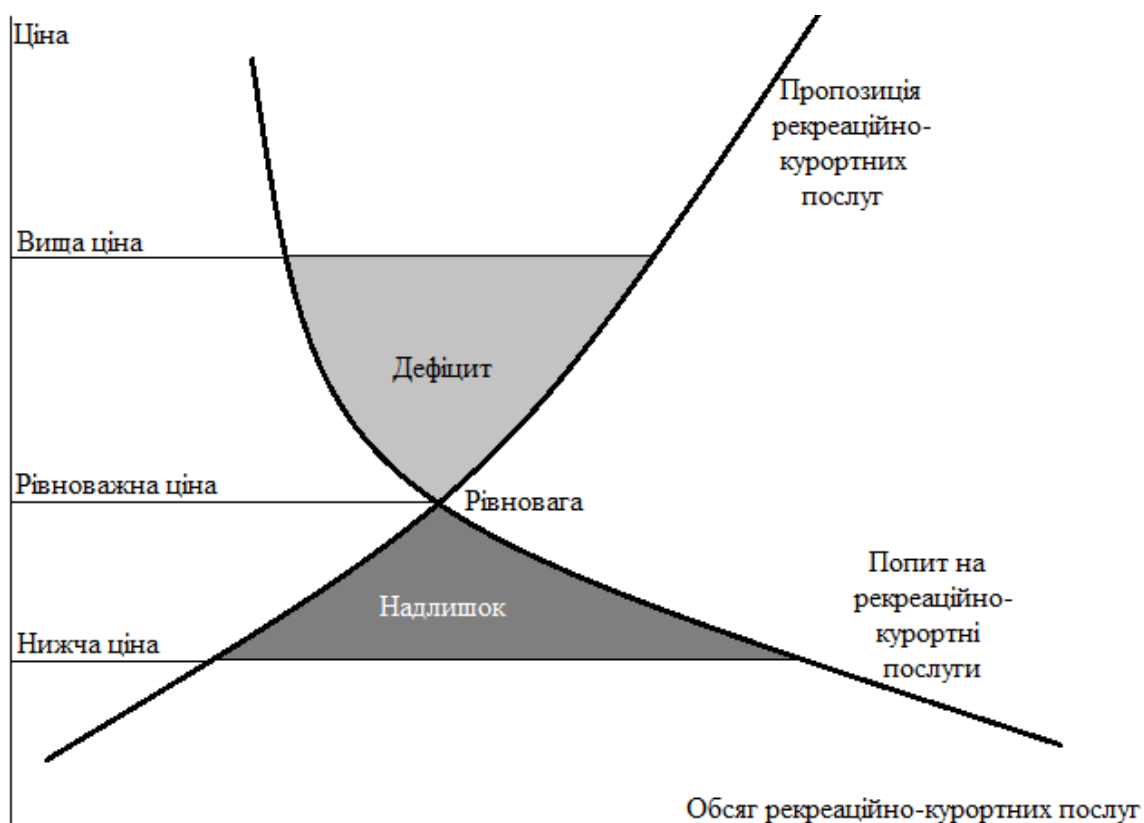 Ціна
Пропозиція
рекреаційно-
курортних
послуг
Вища ціна
Дефіцит
Рівноважна ціна
Рівновага
Попит на
рекреаційно-
курортні
послуги
Надлишок
Нижча ціна
Обсяг рекреаційно-курортних послуг